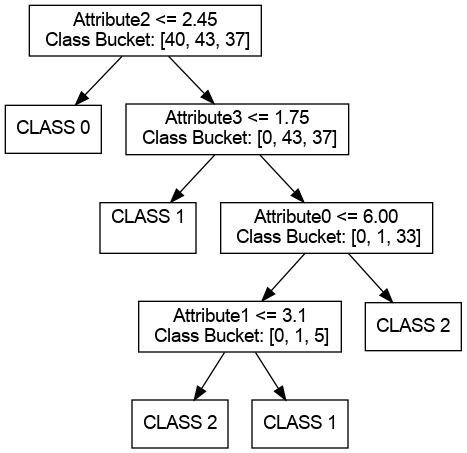 Attribute2 <= 2.45
Class Bucket: [40, 43, 37]
CLASS 0
Attribute3 <= 1.75
Class Bucket: [0, 43, 37]
CLASS 1
Attribute0 <= 6.00
Class Bucket: [0, 1, 33]
Attribute1 <= 3.1
Class Bucket: [0, 1, 5]
CLASS 2
CLASS 2
CLASS 1